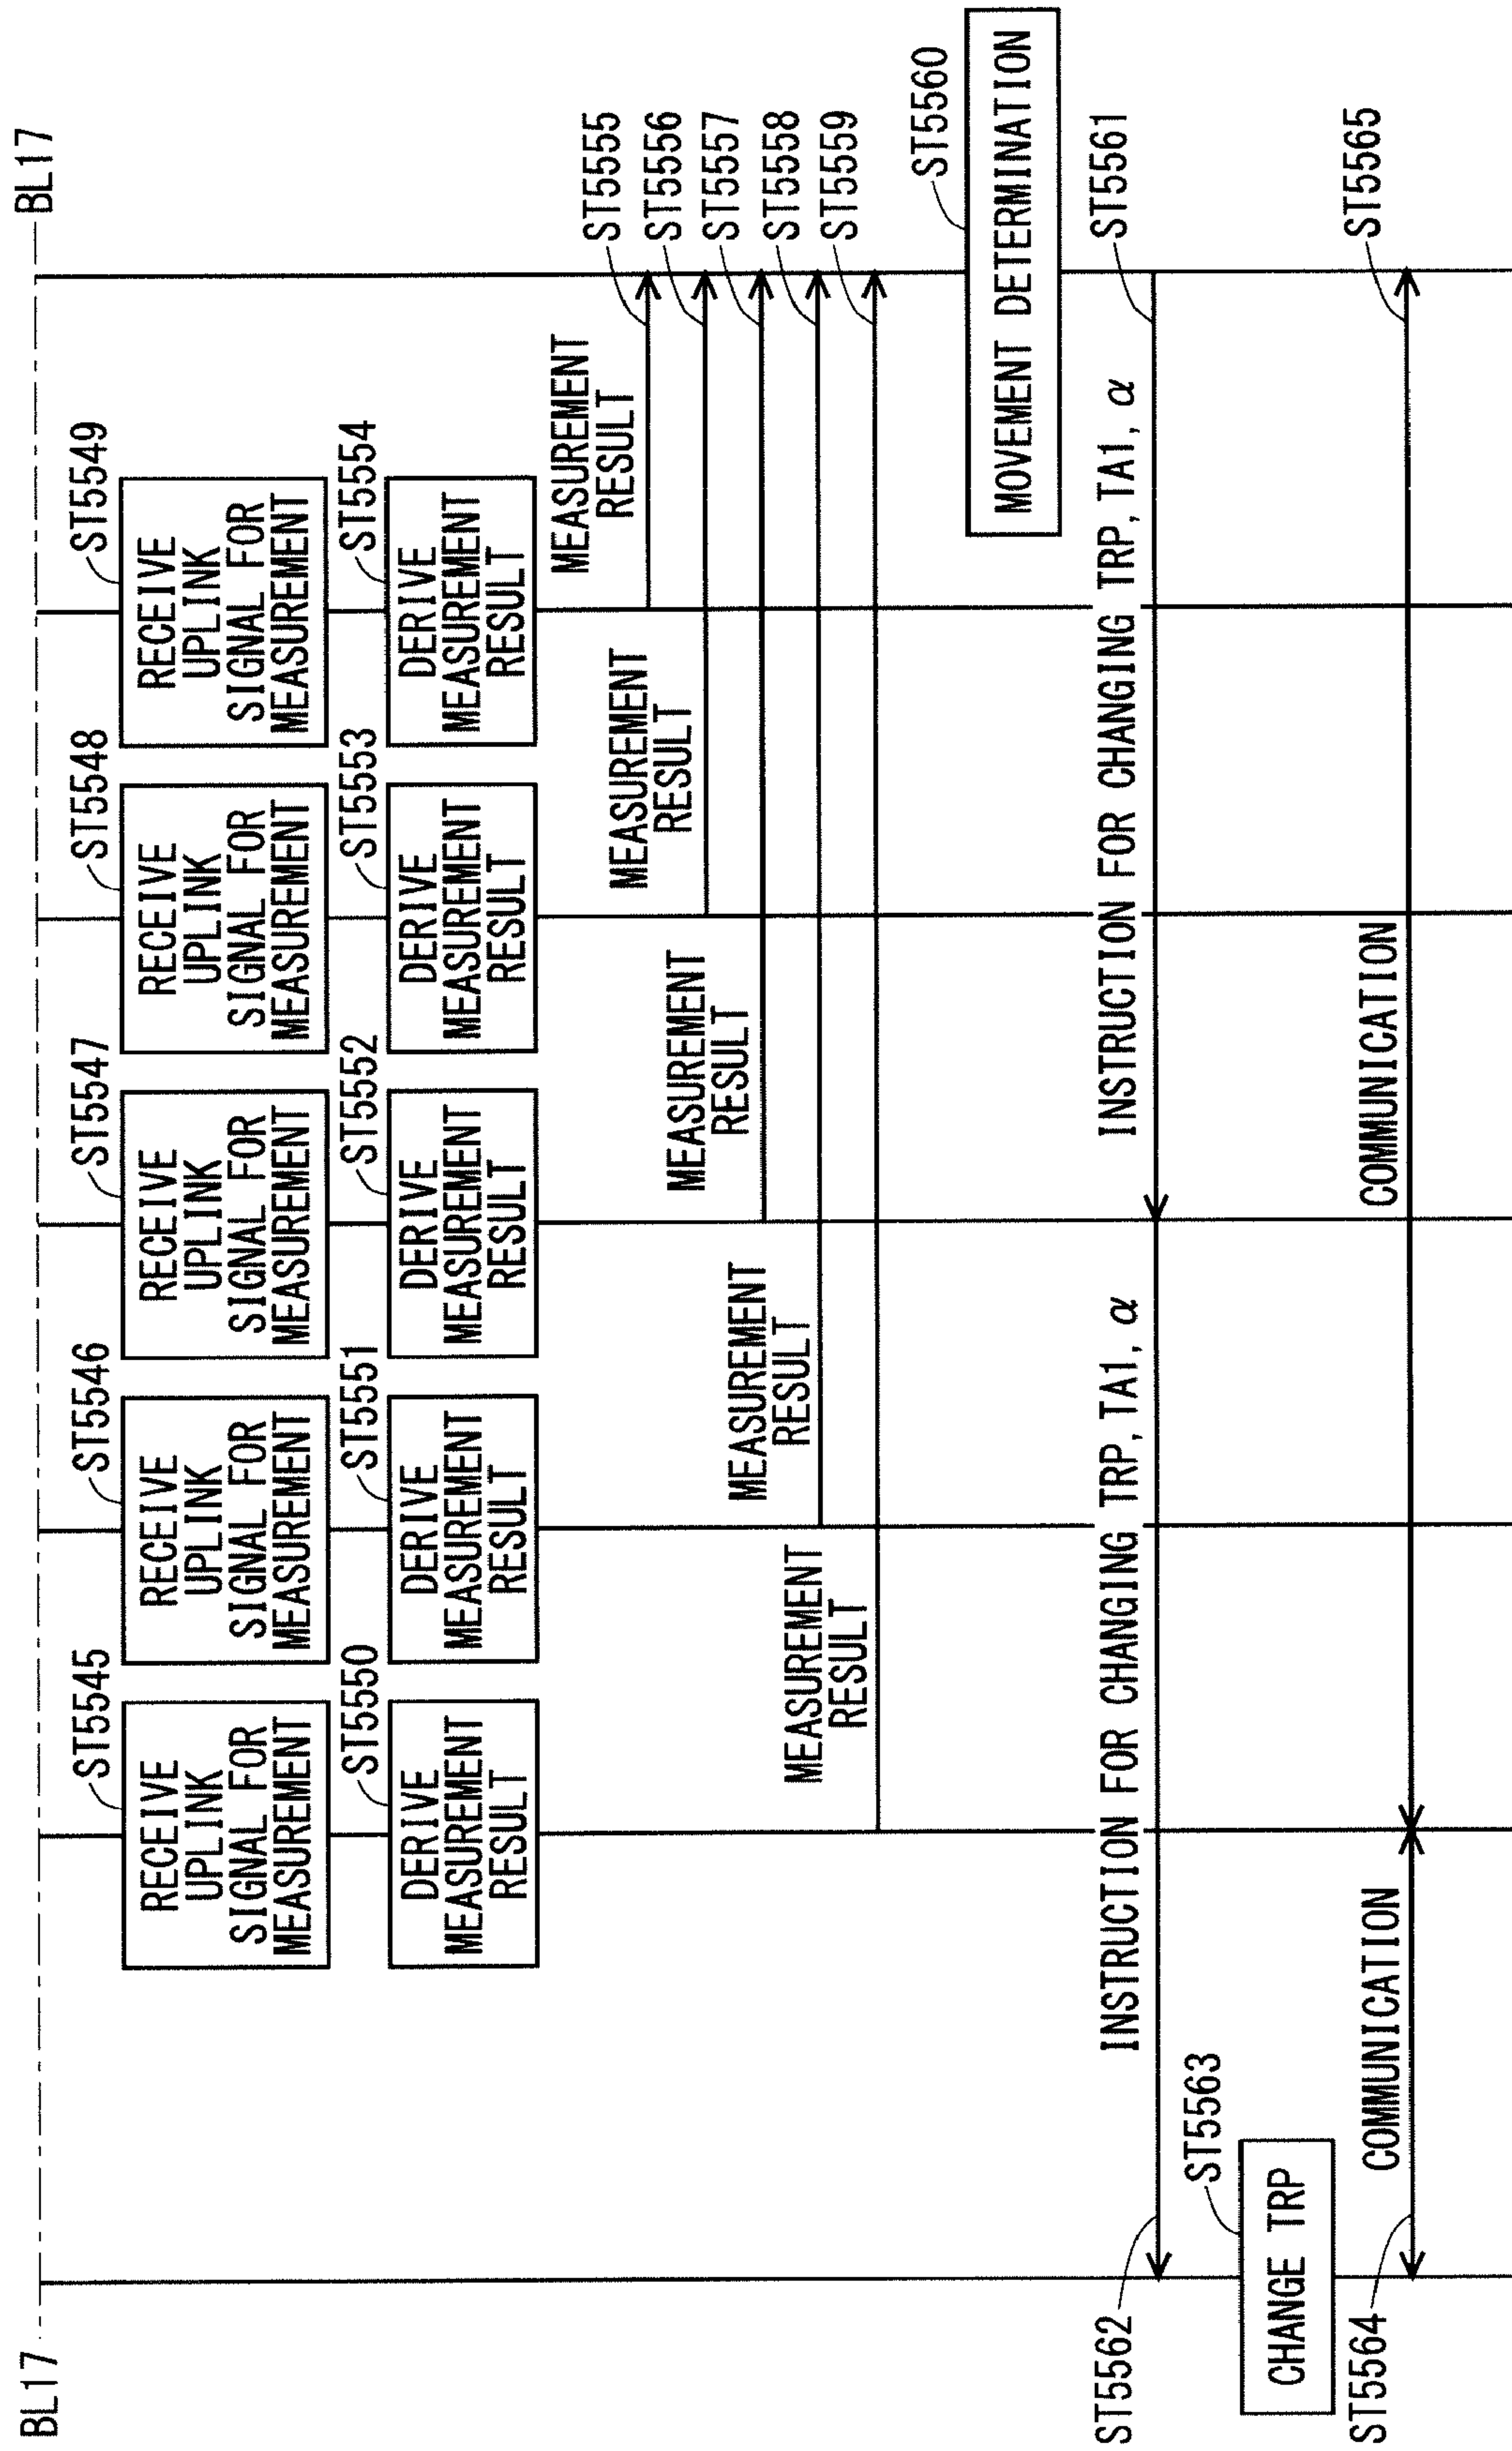 BL17
BL17
ST5545
RECEIVE
UPLINK
SIGNAL FOR
MEASUREMENT
ST5546
RECEIVE
UPLINK
SIGNAL FOR
MEASUREMENT
ST5547
RECEIVE
UPLINK
SIGNAL FOR
MEASUREMENT
ST5548
RECEIVE
UPLINK
SIGNAL FOR
MEASUREMENT
ST5549
RECEIVE
UPLINK
SIGNAL FOR
MEASUREMENT
ST5550
DERIVE
MEASUREMENT
RESULT
ST5551
DERIVE
MEASUREMENT
RESULT
ST5552
DERIVE
MEASUREMENT
RESULT
ST5553
DERIVE
MEASUREMENT
RESULT
ST5554
DERIVE
MEASUREMENT
RESULT
MEASUREMENT
RESULT
ST5555
MEASUREMENT
RESULT
ST5556
MEASUREMENT
RESULT
ST5557
MEASUREMENT
RESULT
ST5558
MEASUREMENT
RESULT
ST5559
ST5560
MOVEMENT DETERMINATION
INSTRUCTION FOR CHANGING TRP, TA1, α
ST5561
ST5562
INSTRUCTION FOR CHANGING TRP, TA1, α
ST5563
CHANGE TRP
ST5564
COMMUNICATION
COMMUNICATION
ST5565